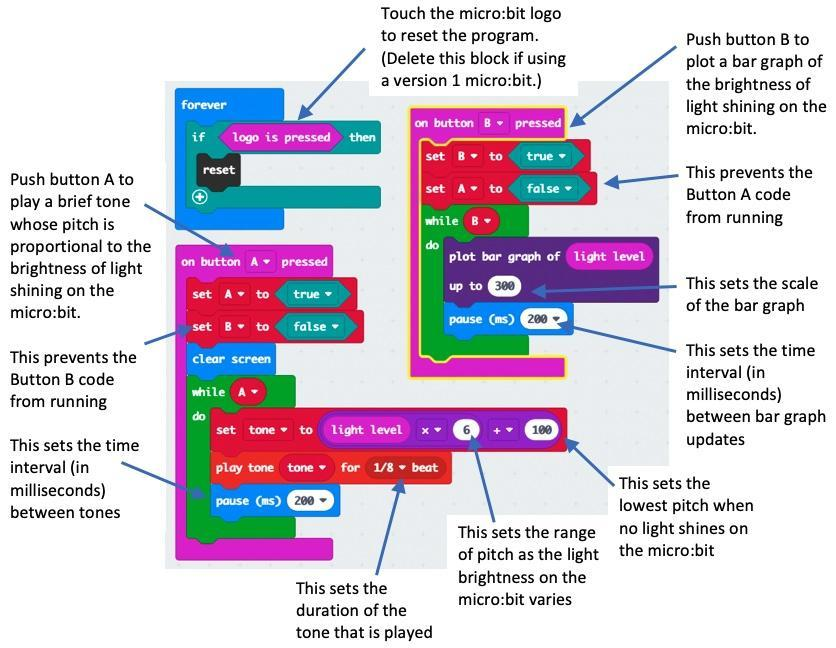 Touch the micro:bit logo
to reset the program.
(Delete this block if using
a version 1 micro:bit.)
Push button B to
plot a bar graph of
the brightness of
light shining on the
micro:bit.
forever
if logo is pressed then
reset
on button B pressed
set B to true
set A to false
while B
do
plot bar graph of light level
up to 300
pause (ms) 200
This prevents the
Button A code
from running
This sets the scale
of the bar graph
This sets the time
interval (in
milliseconds)
between bar graph
updates
Push button A to
play a brief tone
whose pitch is
proportional to the
brightness of light
shining on the
micro:bit.
on button A pressed
set A to true
set B to false
clear screen
while A
do
set tone to light level x 6 + 100
play tone tone for 1/8 beat
pause (ms) 200
This prevents the
Button B code
from running
This sets the time
interval (in
milliseconds)
between tones
This sets the
duration of the
tone that is played
This sets the range
of pitch as the light
brightness on the
micro:bit varies
This sets the
lowest pitch when
no light shines on
the micro:bit